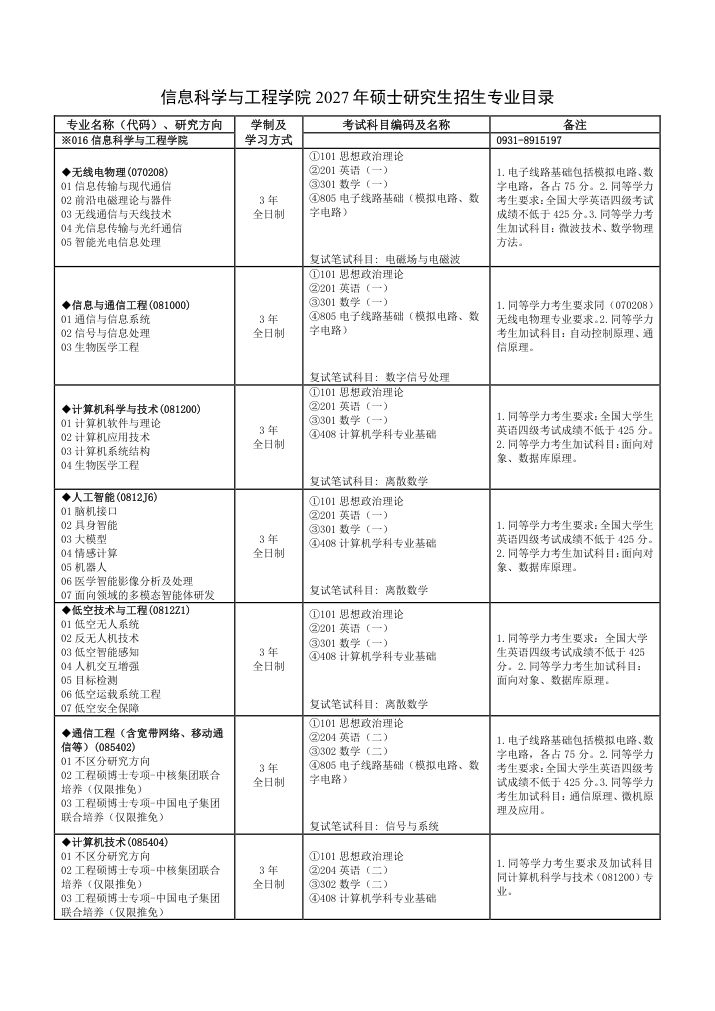 信息科学与工程学院 2027 年硕士研究生招生专业目录
专业名称（代码）、研究方向
学制及
学习方式
考试科目编码及名称
备注
※016 信息科学与工程学院
0931-8915197
◆无线电物理(070208)
01 信息传输与现代通信
02 前沿电磁理论与器件
03 无线通信与天线技术
04 光信息传输与光纤通信
05 智能光电信息处理
3 年
全日制
①101 思想政治理论
②201 英语（一）
③301 数学（一）
④805 电子线路基础（模拟电路、数
字电路）
复试笔试科目: 电磁场与电磁波
1.电子线路基础包括模拟电路、数
字电路, 各占 75 分。2.同等学力
考生要求:全国大学英语四级考试
成绩不低于 425 分。3.同等学力考
生加试科目: 微波技术、数学物理
方法。
◆信息与通信工程(081000)
01 通信与信息系统
02 信号与信息处理
03 生物医学工程
3 年
全日制
①101 思想政治理论
②201 英语（一）
③301 数学（一）
④805 电子线路基础（模拟电路、数
字电路）
复试笔试科目: 数字信号处理
1.同等学力考生要求同（070208）
无线电物理专业要求。2.同等学力
考生加试科目: 自动控制原理、通
信原理。
◆计算机科学与技术(081200)
01 计算机软件与理论
02 计算机应用技术
03 计算机系统结构
04 生物医学工程
3 年
全日制
①101 思想政治理论
②201 英语（一）
③301 数学（一）
④408 计算机学科专业基础
复试笔试科目: 离散数学
1.同等学力考生要求:全国大学生
英语四级考试成绩不低于 425 分。
2.同等学力考生加试科目:面向对
象、数据库原理。
◆人工智能(0812J6)
01 脑机接口
02 具身智能
03 大模型
04 情感计算
05 机器人
06 医学智能影像分析及处理
07 面向领域的多模态智能体研发
3 年
全日制
①101 思想政治理论
②201 英语（一）
③301 数学（一）
④408 计算机学科专业基础
复试笔试科目: 离散数学
1.同等学力考生要求:全国大学生
英语四级考试成绩不低于 425 分。
2.同等学力考生加试科目:面向对
象、数据库原理。
◆低空技术与工程(0812Z1)
01 低空无人系统
02 反无人机技术
03 低空智能感知
04 人机交互增强
05 目标检测
06 低空运载系统工程
07 低空安全保障
3 年
全日制
①101 思想政治理论
②201 英语（一）
③301 数学（一）
④408 计算机学科专业基础
复试笔试科目: 离散数学
1.同等学力考生要求: 全国大学
生英语四级考试成绩不低于 425
分。2.同等学力考生加试科目:
面向对象、数据库原理。
◆通信工程（含宽带网络、移动通
信等）(085402)
01 不区分研究方向
02 工程硕博士专项-中核集团联合
培养（仅限推免）
03 工程硕博士专项-中国电子集团
联合培养（仅限推免）
3 年
全日制
①101 思想政治理论
②204 英语（二）
③302 数学（二）
④805 电子线路基础（模拟电路、数
字电路）
复试笔试科目: 信号与系统
1.电子线路基础包括模拟电路、数
字电路, 各占 75 分。2.同等学力
考生要求:全国大学生英语四级考
试成绩不低于 425 分。3.同等学力
考生加试科目:通信原理、微机原
理及应用。
◆计算机技术(085404)
01 不区分研究方向
02 工程硕博士专项-中核集团联合
培养（仅限推免）
03 工程硕博士专项-中国电子集团
联合培养（仅限推免）
3 年
全日制
①101 思想政治理论
②204 英语（二）
③302 数学（二）
④408 计算机学科专业基础
1.同等学力考生要求及加试科目
同计算机科学与技术(081200)专
业。